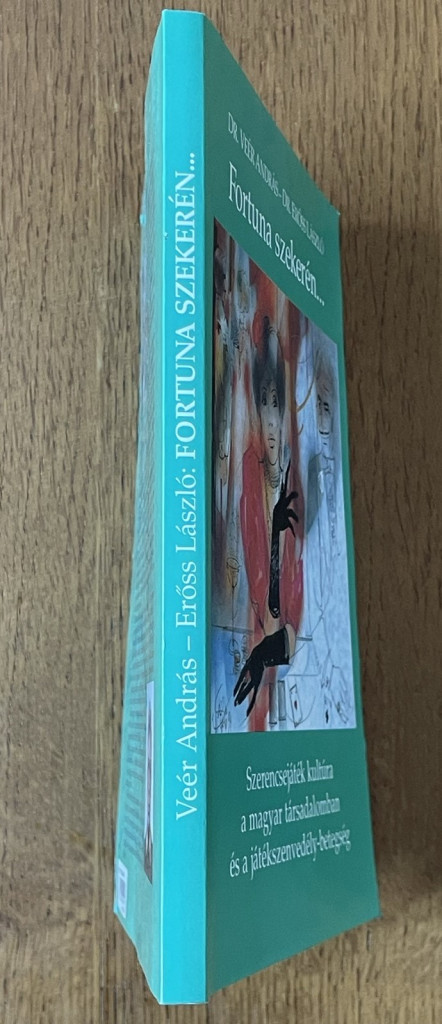 Veér András – Erőss László: FORTUNA SZEKERÉN...
DR. VEÉR ANDRÁS – DR. ERŐSS LÁSZLÓ
Fortuna szekerén...
Szerencsejáték kultúra
a magyar társadalomban
és a játékszenvedély-betegség